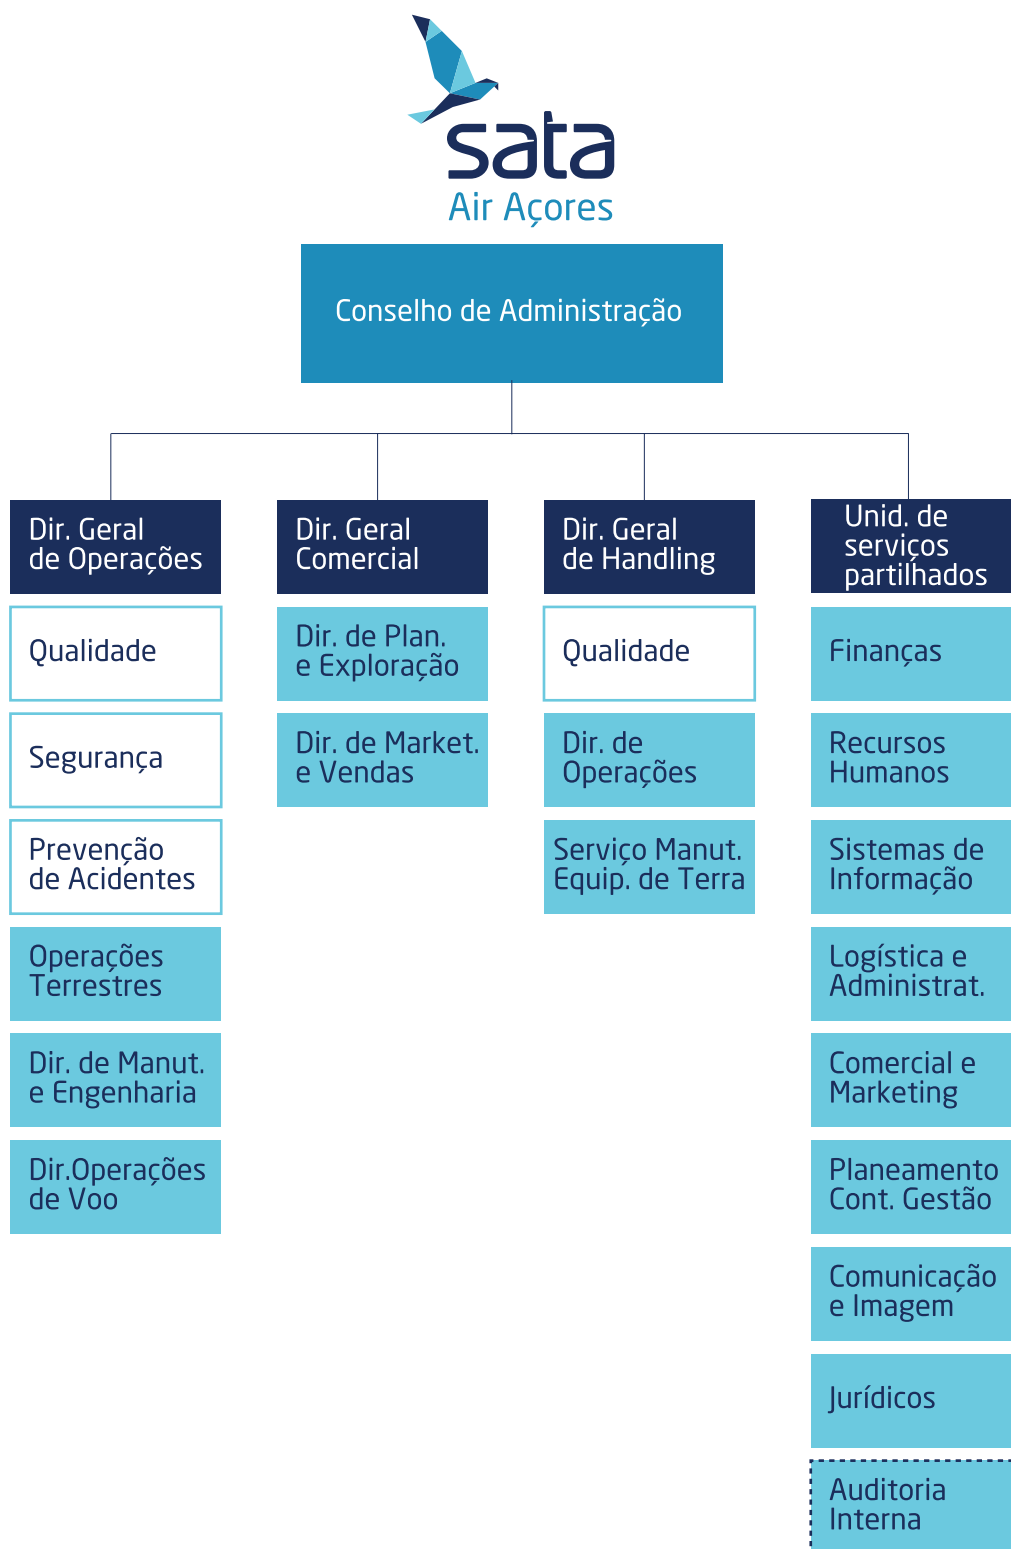 sata
Air Açores
Conselho de Administração
Dir. Geral
de Operações
Qualidade
Segurança
Prevenção
de Acidentes
Operações
Terrestres
Dir. de Manut.
e Engenharia
Dir.Operações
de Voo
Dir. Geral
Comercial
Dir. de Plan.
e Exploração
Dir. de Market.
e Vendas
Dir. Geral
de Handling
Qualidade
Dir. de
Operações
Serviço Manut.
Equip. de Terra
Unid. de
serviços
partilhados
Finanças
Recursos
Humanos
Sistemas de
Informação
Logística e
Administrat.
Comercial e
Marketing
Planeamento
Cont. Gestão
Comunicação
e Imagem
Jurídicos
Auditoria
Interna